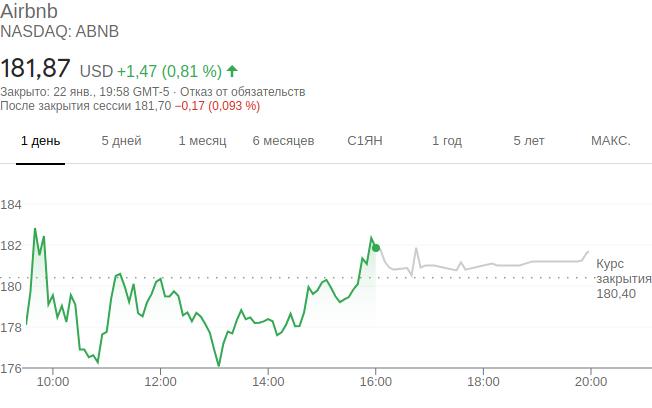 Airbnb
NASDAQ: ABNB
181,87 USD +1,47 (0,81 %)
Закрыто: 22 янв., 19:58 GMT-5 · Отказ от обязательств
После закрытия сессии 181,70 −0,17 (0,093 %)
1 день 5 дней 1 месяц 6 месяцев С1ЯН 1 год 5 лет МАКС.
184
182
180
178
176
Курс
закрытия
180,40
10:00 12:00 14:00 16:00 18:00 20:00